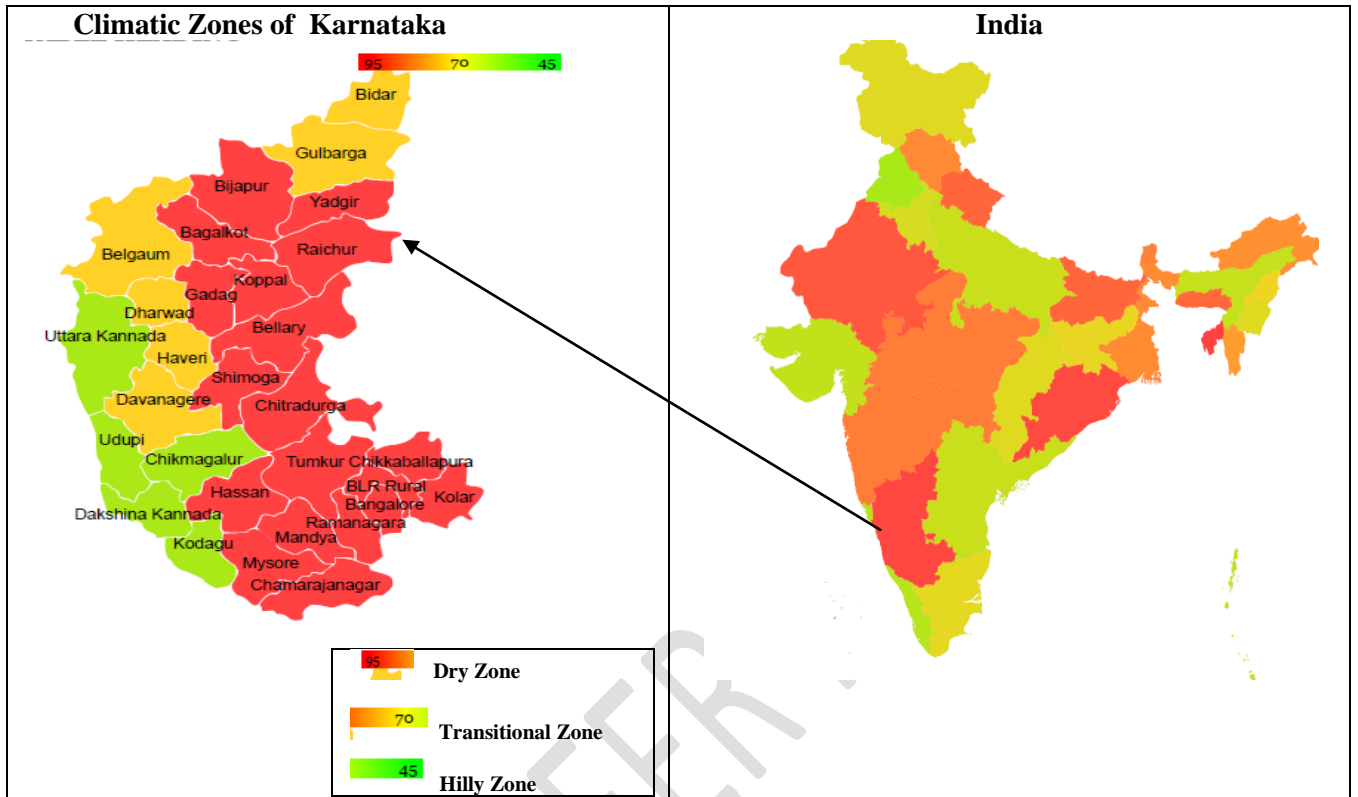 Climatic Zones of Karnataka
95 70 45
Bidar
Gulbarga
Bijapur
Yadgir
Bagalkot
Raichur
Belgaum
Koppal
Gadag
Dharwad
Bellary
Uttara Kannada
Haveri
Shimoga
Davanagere
Chitradurga
Udupi
Chikmagalur
Tumkur Chikkaballapura
BLR Rural
Hassan
Kolar
Bangalore
Dakshina Kannada
Ramanagara
Mandya
Kodagu
Mysore
Chamarajanagar
95 Dry Zone
70 Transitional Zone
45 Hilly Zone
India